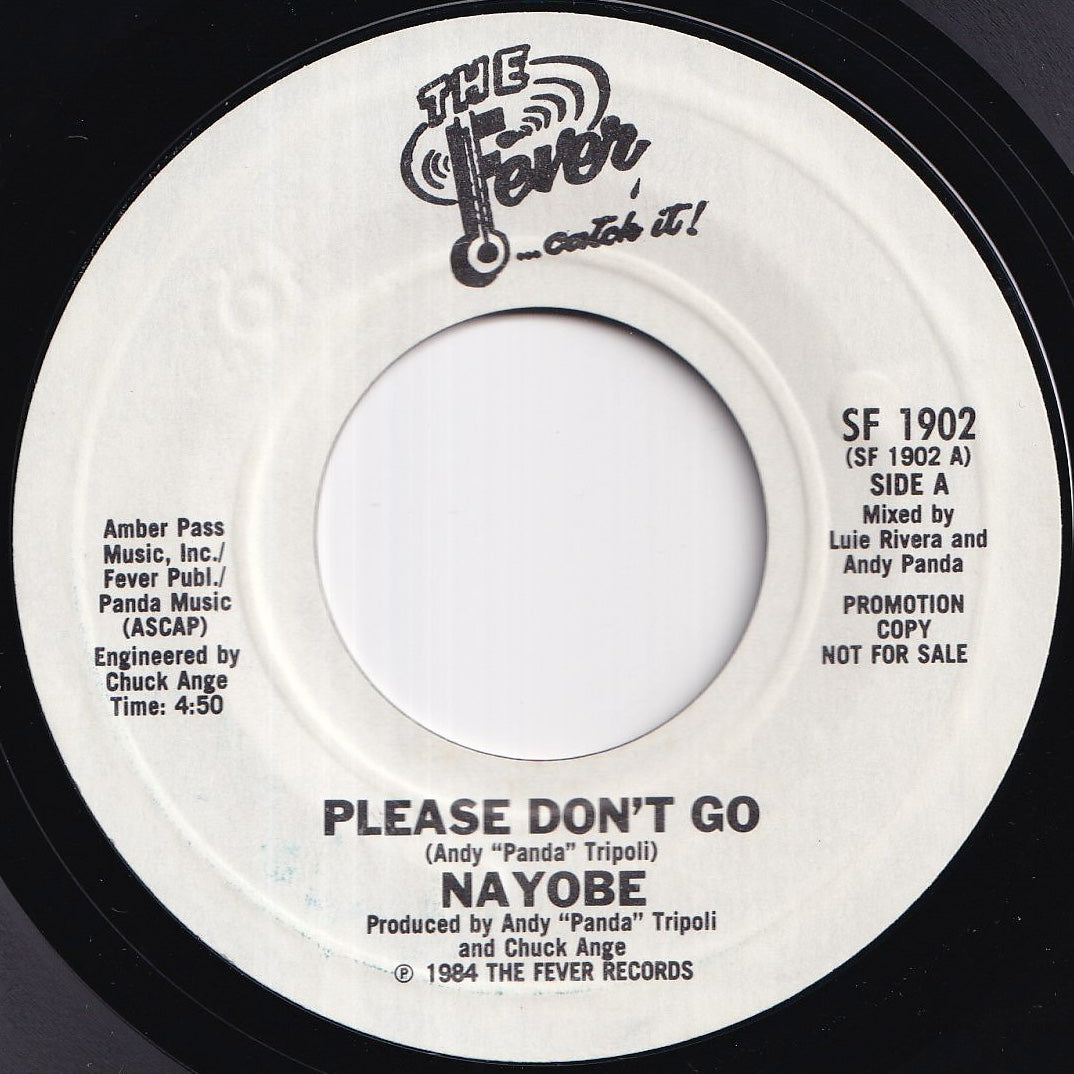 THE
Fever
...catch it!
SF 1902
(SF 1902 A)
SIDE A
Mixed by
Luie Rivera and
Andy Panda
PROMOTION
COPY
NOT FOR SALE
Amber Pass
Music, Inc./
Fever Publ./
Panda Music
(ASCAP)
Engineered by
Chuck Ange
Time: 4:50
PLEASE DON'T GO
(Andy “Panda” Tripoli)
NAYOBE
Produced by Andy “Panda” Tripoli
and Chuck Ange
℗ 1984 THE FEVER RECORDS